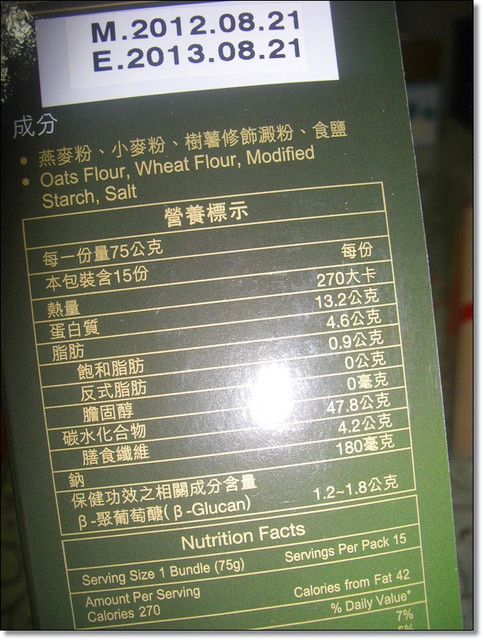 M.2012.08.21
E.2013.08.21
成分
• 燕麥粉、小麥粉、樹薯修飾澱粉、食鹽
• Oats Flour, Wheat Flour, Modified
Starch, Salt
營養標示
每一份量75公克
本包裝含15份 每份
熱量 270大卡
蛋白質 13.2公克
脂肪 4.6公克
飽和脂肪 0.9公克
反式脂肪 0公克
膽固醇 0毫克
碳水化合物 47.8公克
膳食纖維 4.2公克
鈉 180毫克
保健功效之相關成分含量
β-聚葡萄醣(β-Glucan) 1.2~1.8公克
Nutrition Facts
Serving Size 1 Bundle (75g) Servings Per Pack 15
Amount Per Serving
Calories 270 Calories from Fat 42
% Daily Value*
7%